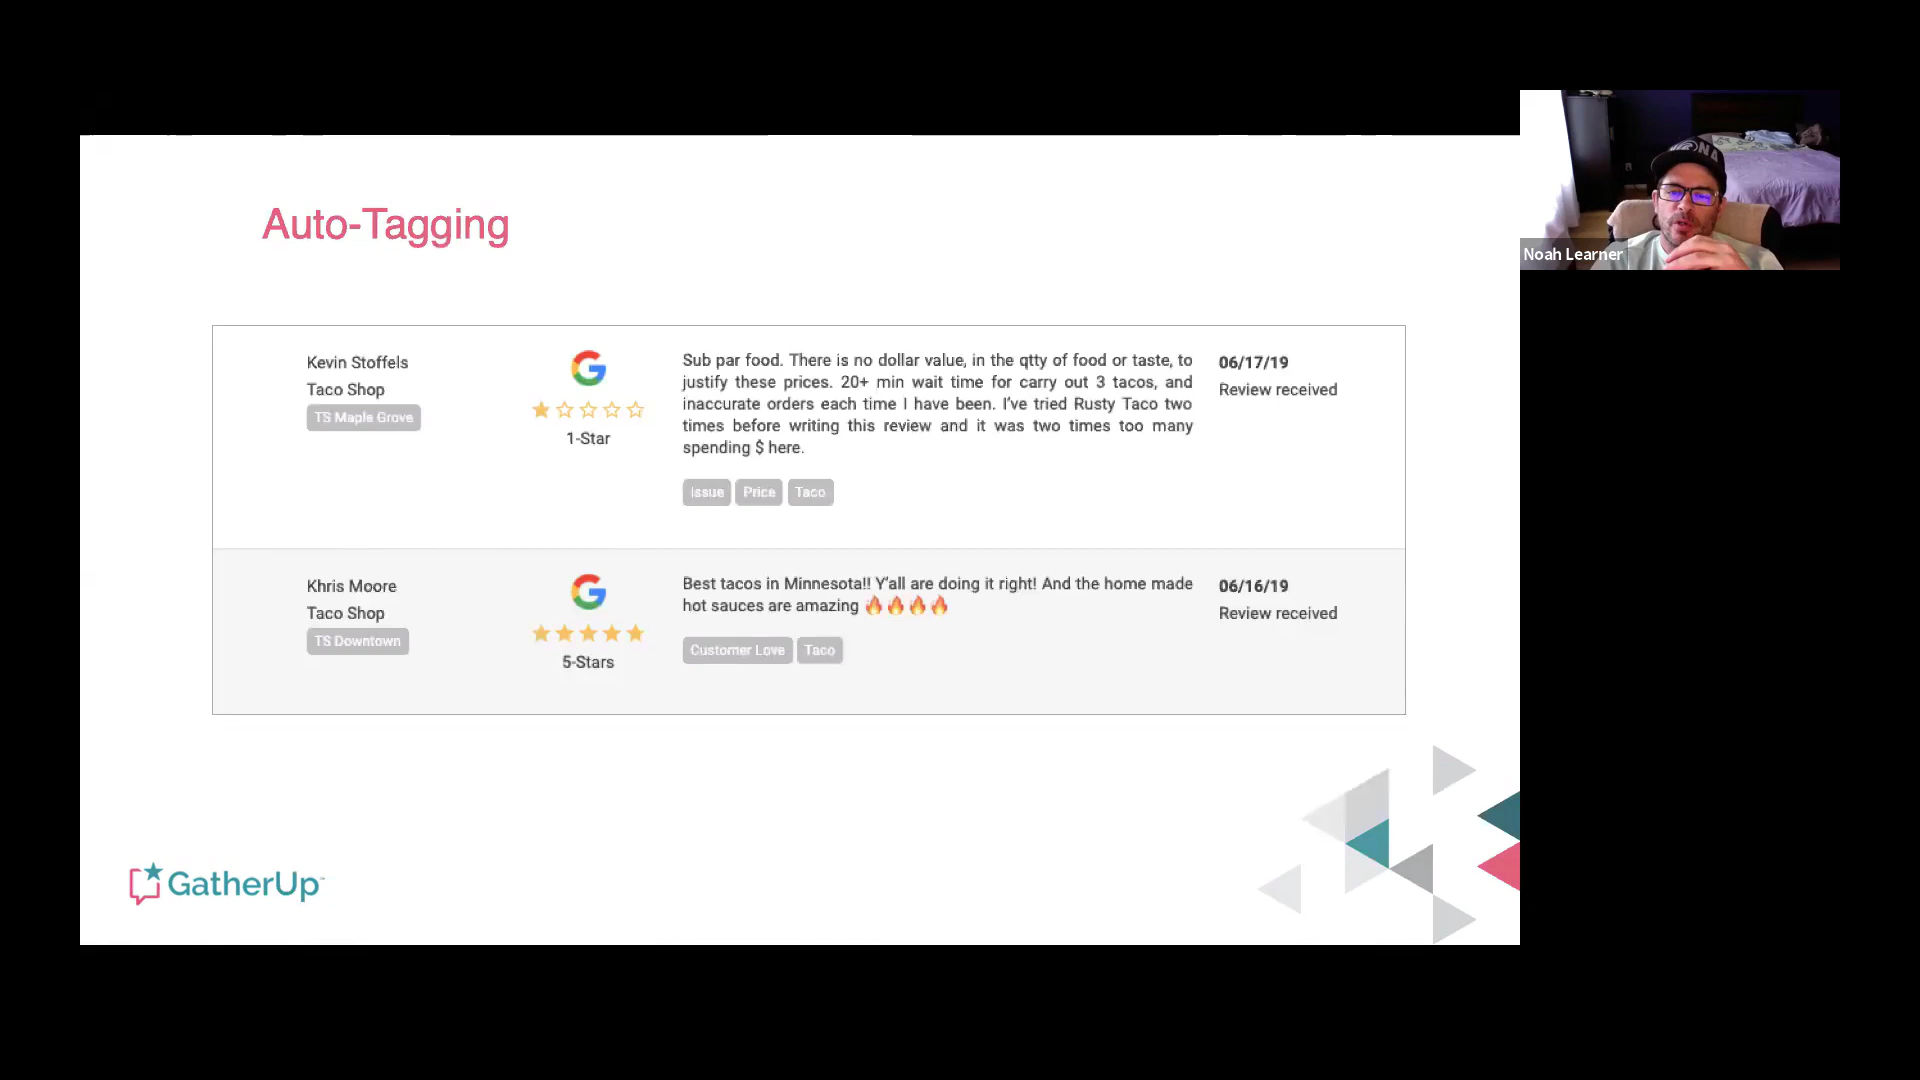 Auto-Tagging
Kevin Stoffels
Taco Shop
TS Maple Grove
1-Star
Sub par food. There is no dollar value, in the qtty of food or taste, to
justify these prices. 20+ min wait time for carry out 3 tacos, and
inaccurate orders each time I have been. I've tried Rusty Taco two
times before writing this review and it was two times too many
spending $ here.
Issue Price Taco
06/17/19
Review received
Khris Moore
Taco Shop
TS Downtown
5-Stars
Best tacos in Minnesota!! Y'all are doing it right! And the home made
hot sauces are amazing 🔥🔥🔥🔥
Customer Love Taco
06/16/19
Review received
GatherUp™
Noah Learner